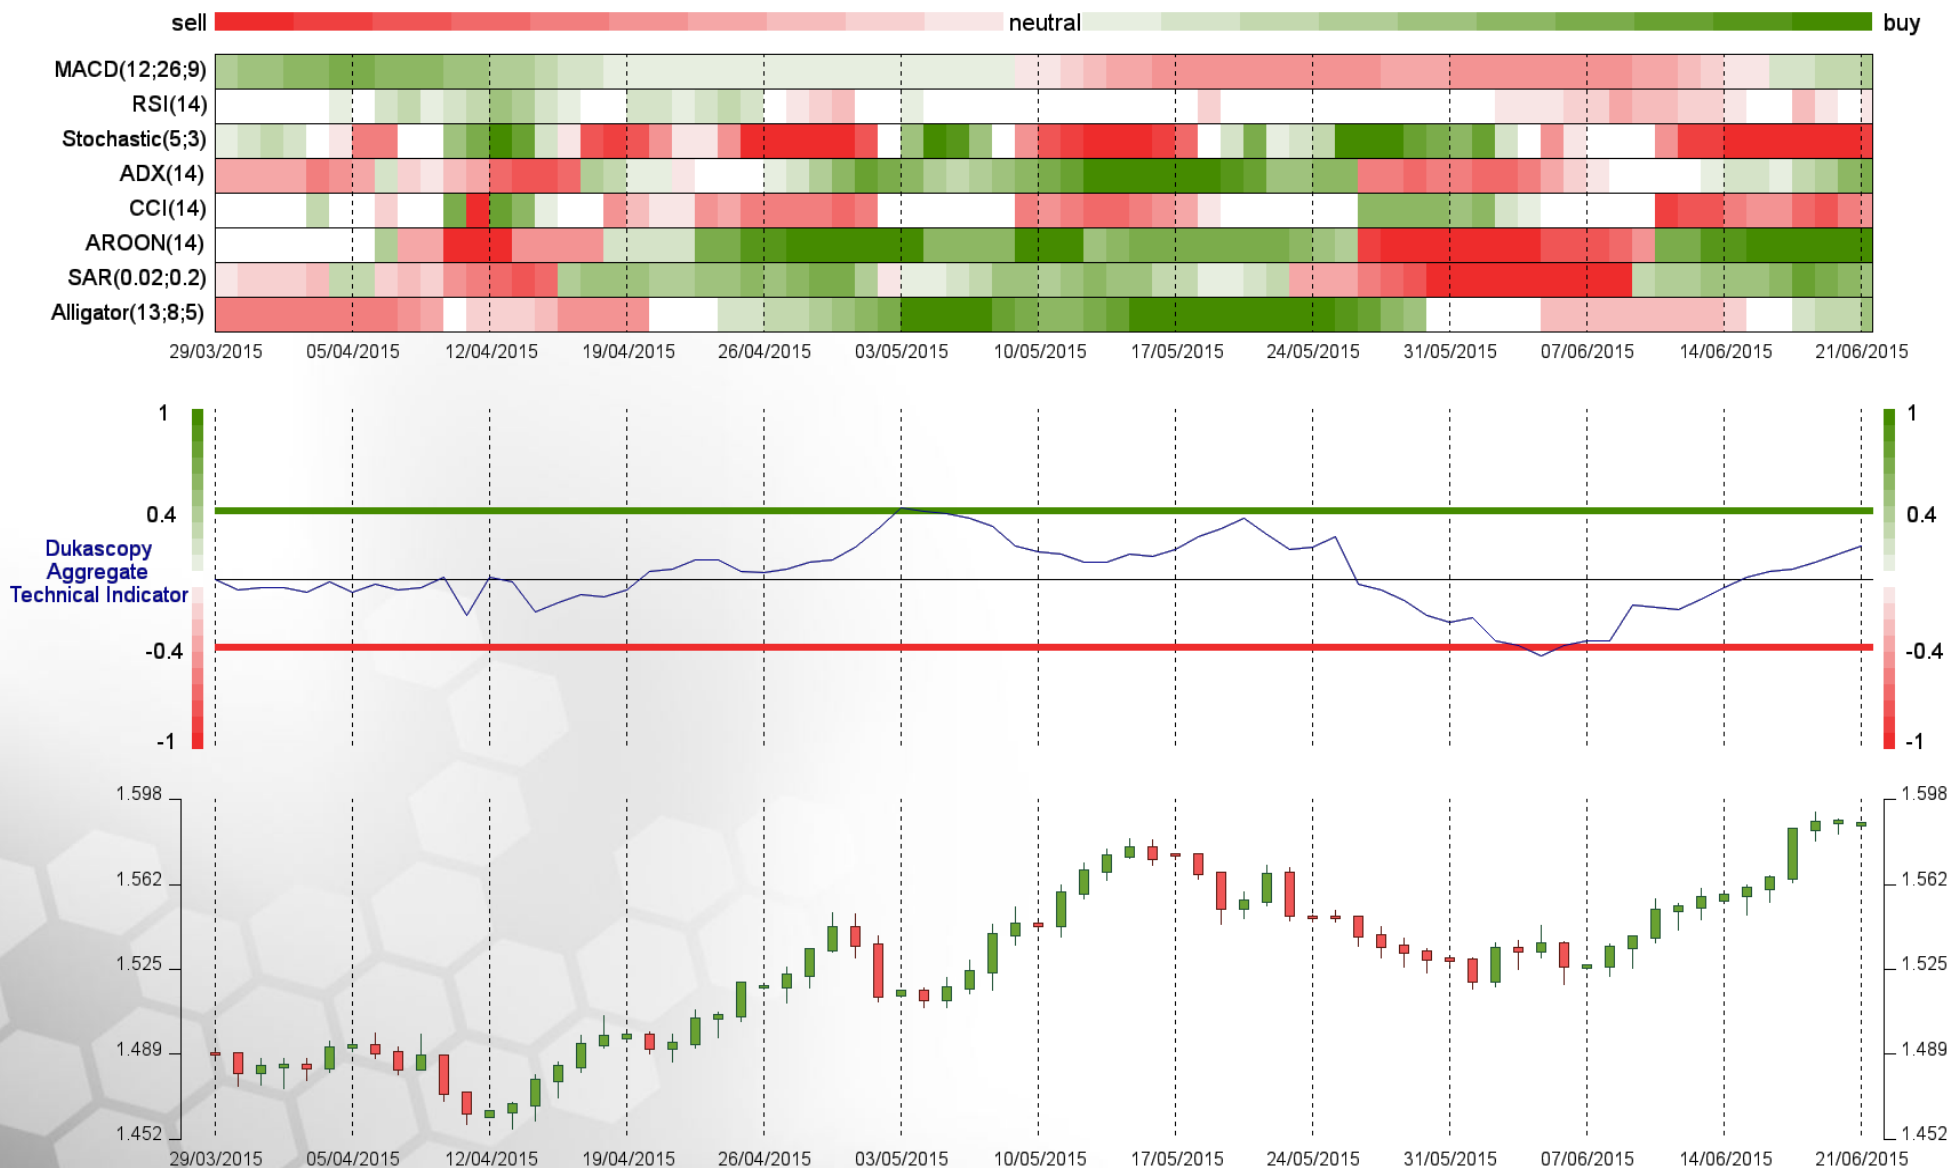 sell neutral buy
MACD(12;26;9)
RSI(14)
Stochastic(5;3)
ADX(14)
CCI(14)
AROON(14)
SAR(0.02;0.2)
Alligator(13;8;5)
29/03/2015 05/04/2015 12/04/2015 19/04/2015 26/04/2015 03/05/2015 10/05/2015 17/05/2015 24/05/2015 31/05/2015 07/06/2015 14/06/2015 21/06/2015
1 1
0.4 0.4
Dukascopy
Aggregate
Technical Indicator
-0.4 -0.4
-1 -1
1.598 1.598
1.562 1.562
1.525 1.525
1.489 1.489
1.452 1.452
29/03/2015 05/04/2015 12/04/2015 19/04/2015 26/04/2015 03/05/2015 10/05/2015 17/05/2015 24/05/2015 31/05/2015 07/06/2015 14/06/2015 21/06/2015